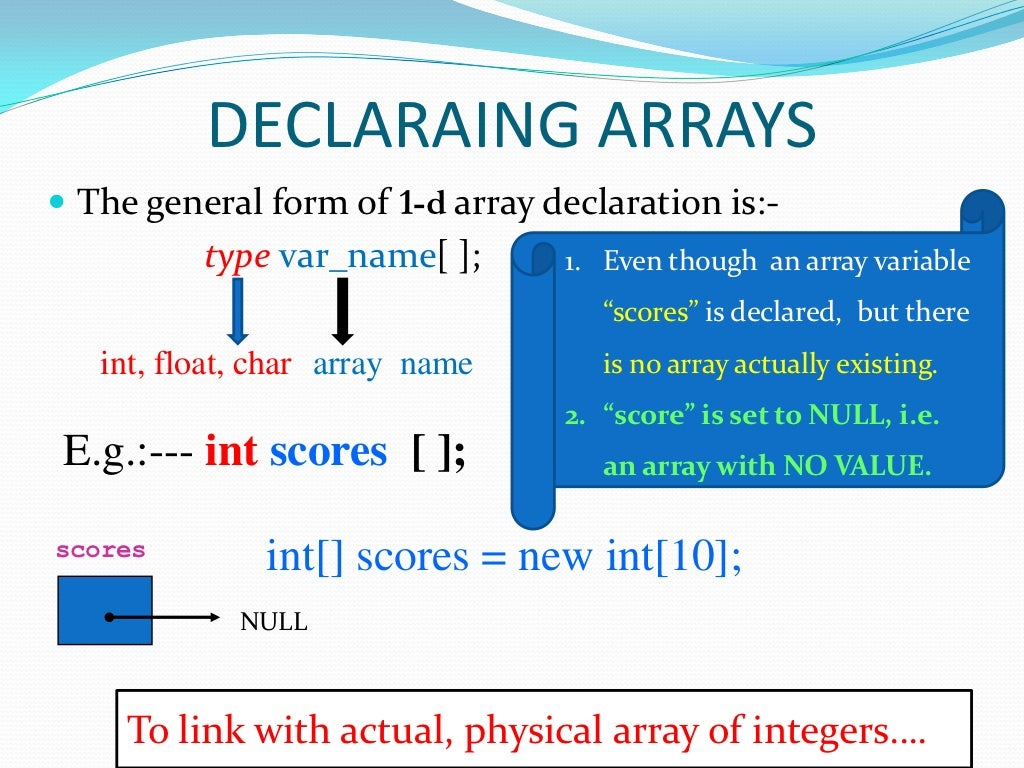 DECLARAING ARRAYS
The general form of 1-d array declaration is:-
type var_name[ ];
int, float, char array name
E.g.:--- int scores [ ];
1. Even though an array variable
“scores” is declared, but there
is no array actually existing.
2. “score” is set to NULL, i.e.
an array with NO VALUE.
scores
int[] scores = new int[10];
NULL
To link with actual, physical array of integers....